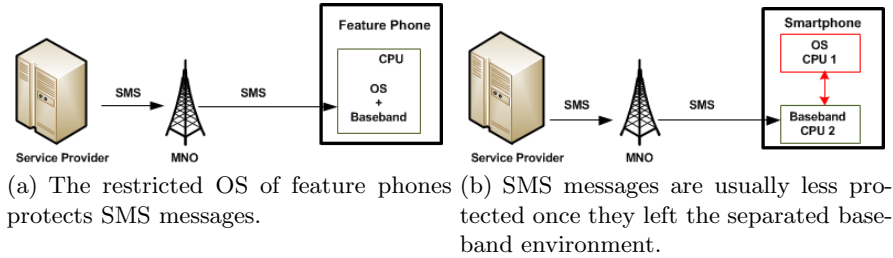 Feature Phone
CPU
OS
+
Baseband
SMS
SMS
Service Provider
MNO
(a) The restricted OS of feature phones
protects SMS messages.
Smartphone
OS
CPU 1
Baseband
CPU 2
SMS
SMS
Service Provider
MNO
(b) SMS messages are usually less pro-
tected once they left the separated base-
band environment.